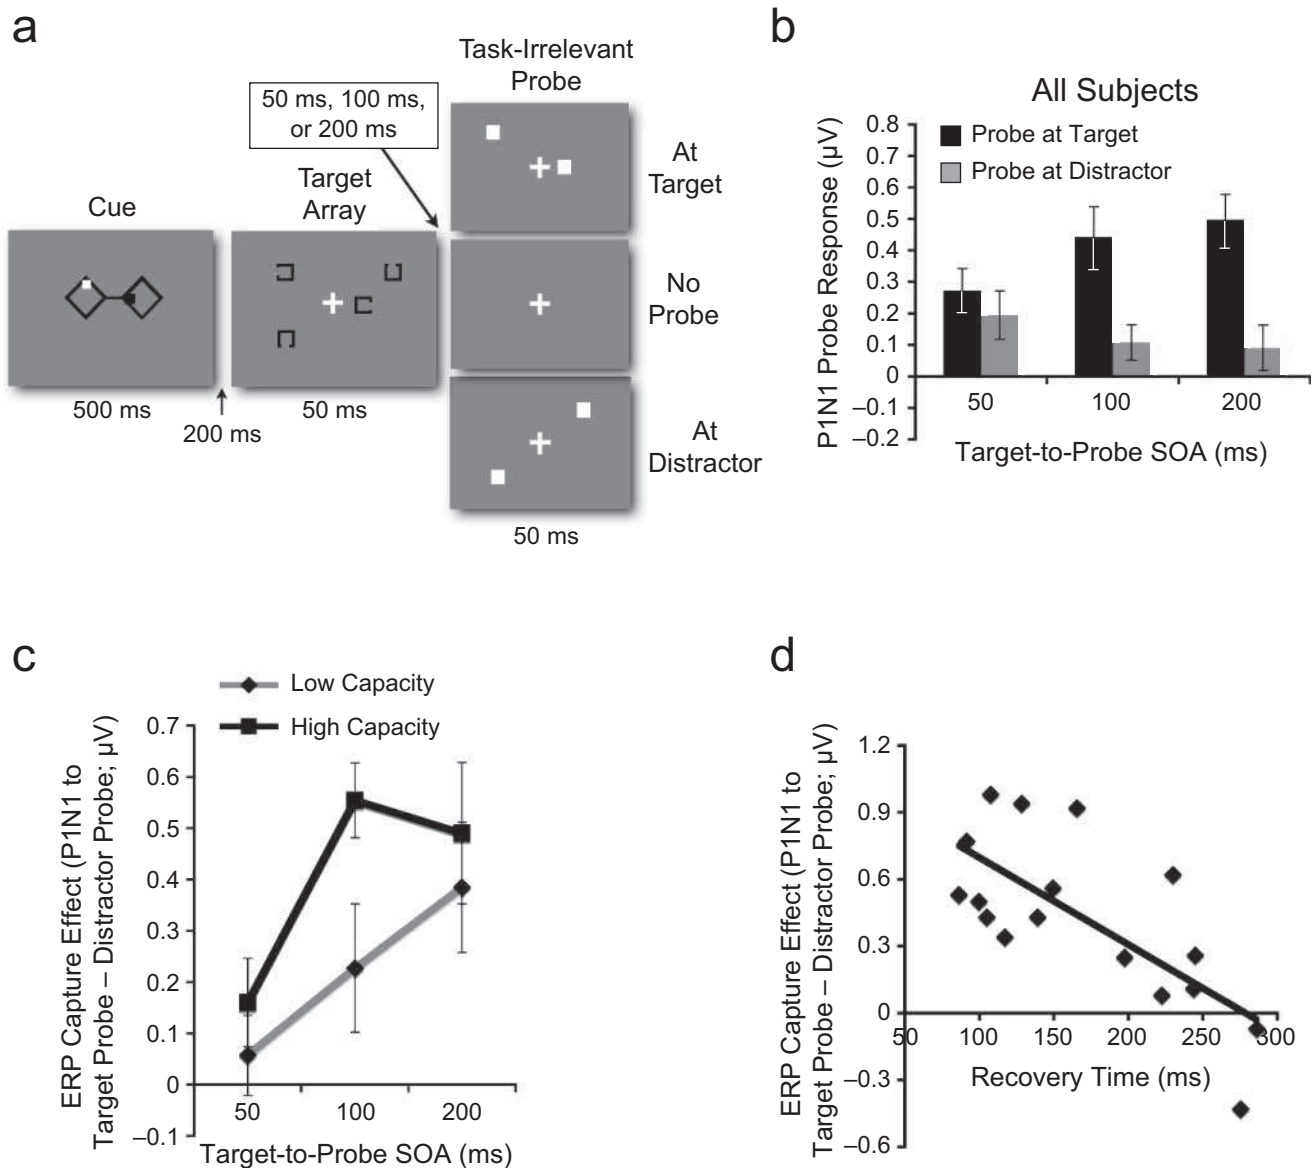 a
Task-Irrelevant
Probe
50 ms, 100 ms,
or 200 ms
At
Target
Target
Array
Cue
No
Probe
500 ms
200 ms
50 ms
At
Distractor
50 ms
b
All Subjects
Probe at Target
Probe at Distractor
P1N1 Probe Response (µV)
0.8
0.7
0.6
0.5
0.4
0.3
0.2
0.1
0
–0.1
–0.2
50
100
200
Target-to-Probe SOA (ms)
c
Low Capacity
High Capacity
ERP Capture Effect (P1N1 to
Target Probe – Distractor Probe; µV)
0.7
0.6
0.5
0.4
0.3
0.2
0.1
0
–0.1
50
100
200
Target-to-Probe SOA (ms)
d
ERP Capture Effect (P1N1 to
Target Probe – Distractor Probe; µV)
1.2
0.9
0.6
0.3
0
–0.3
–0.6
50
100
150
200
250
300
Recovery Time (ms)